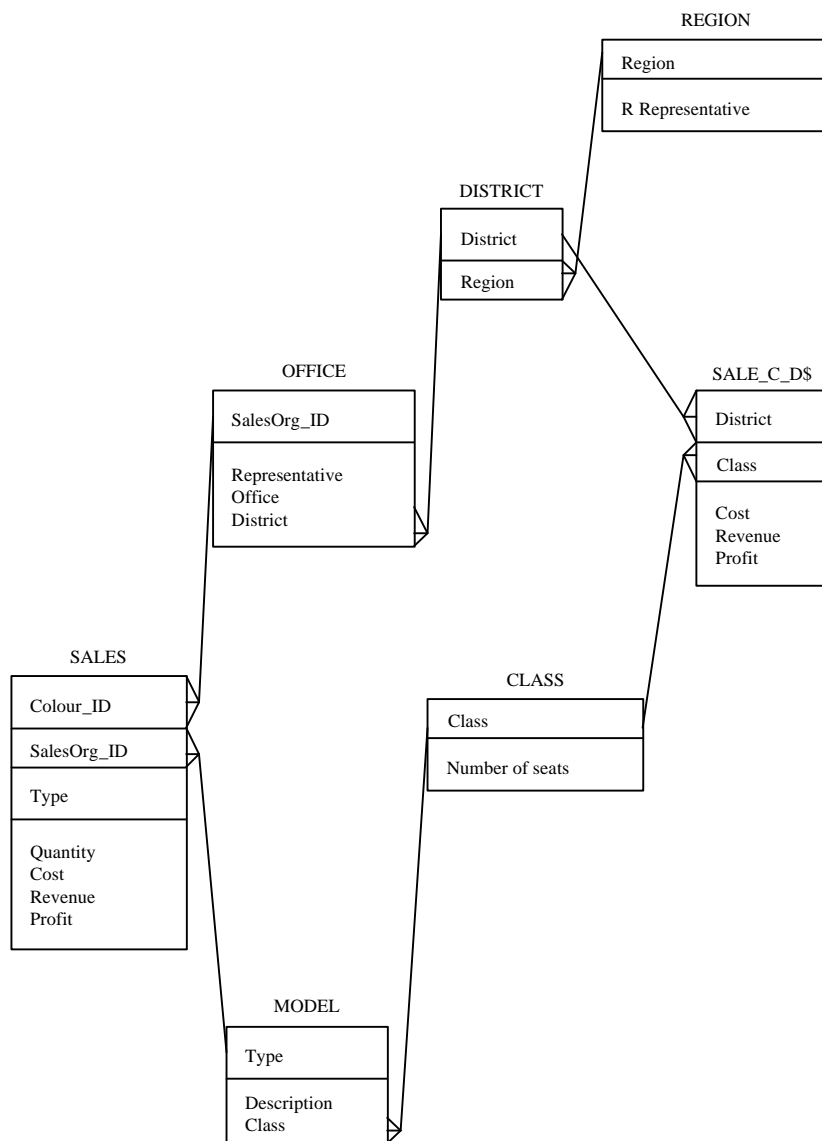 REGION
Region
R Representative
DISTRICT
District
Region
OFFICE
SalesOrg_ID
Representative
Office
District
SALE_C_D$
District
Class
Cost
Revenue
Profit
SALES
Colour_ID
SalesOrg_ID
Type
Quantity
Cost
Revenue
Profit
CLASS
Class
Number of seats
MODEL
Type
Description
Class